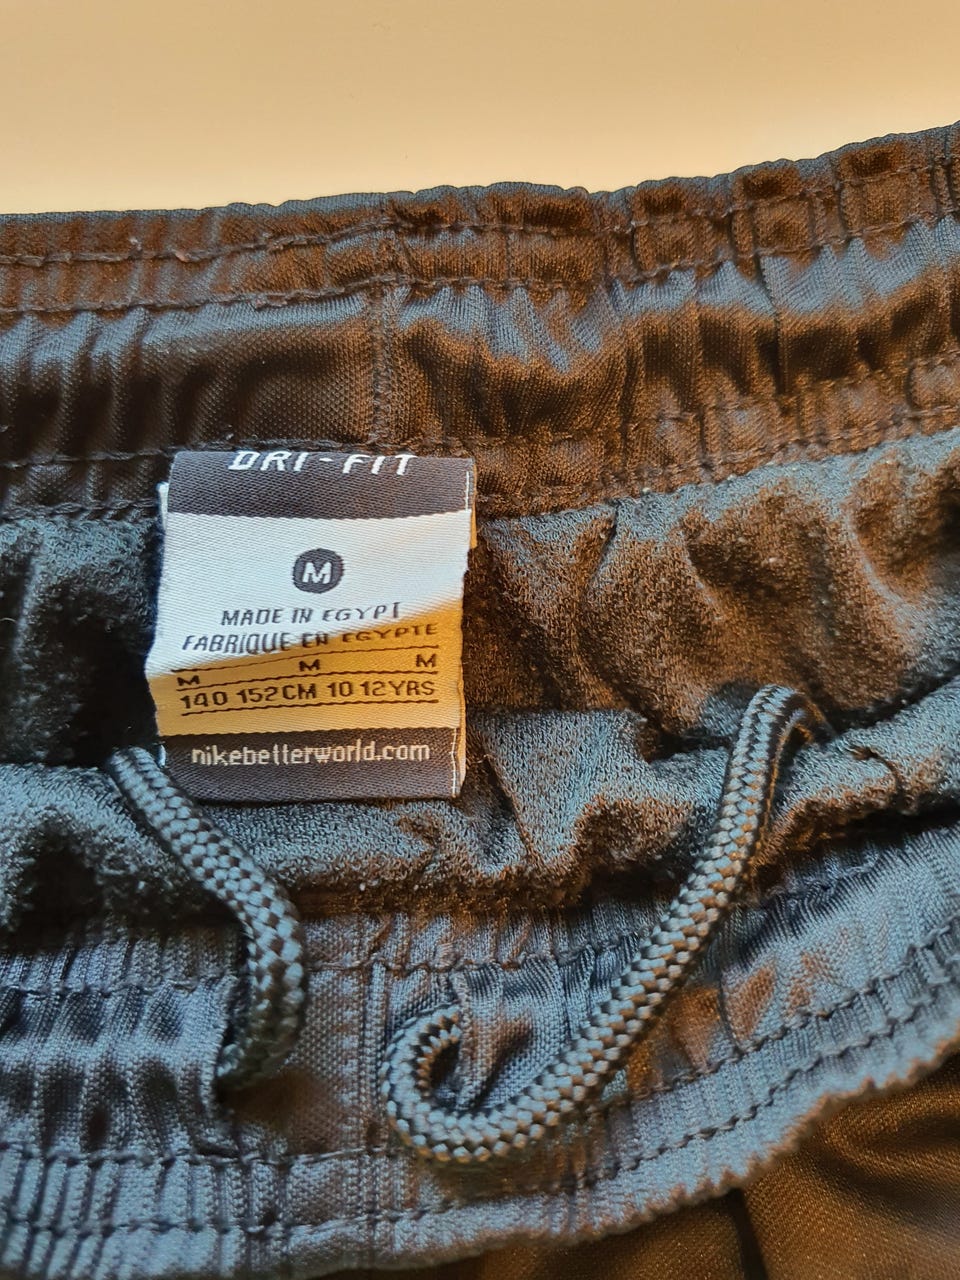 DRI-FIT
M
MADE IN EGYPT
FABRIQUE EN EGYPTE
M M M
140 152CM 10 12YRS
nikebetterworld.com